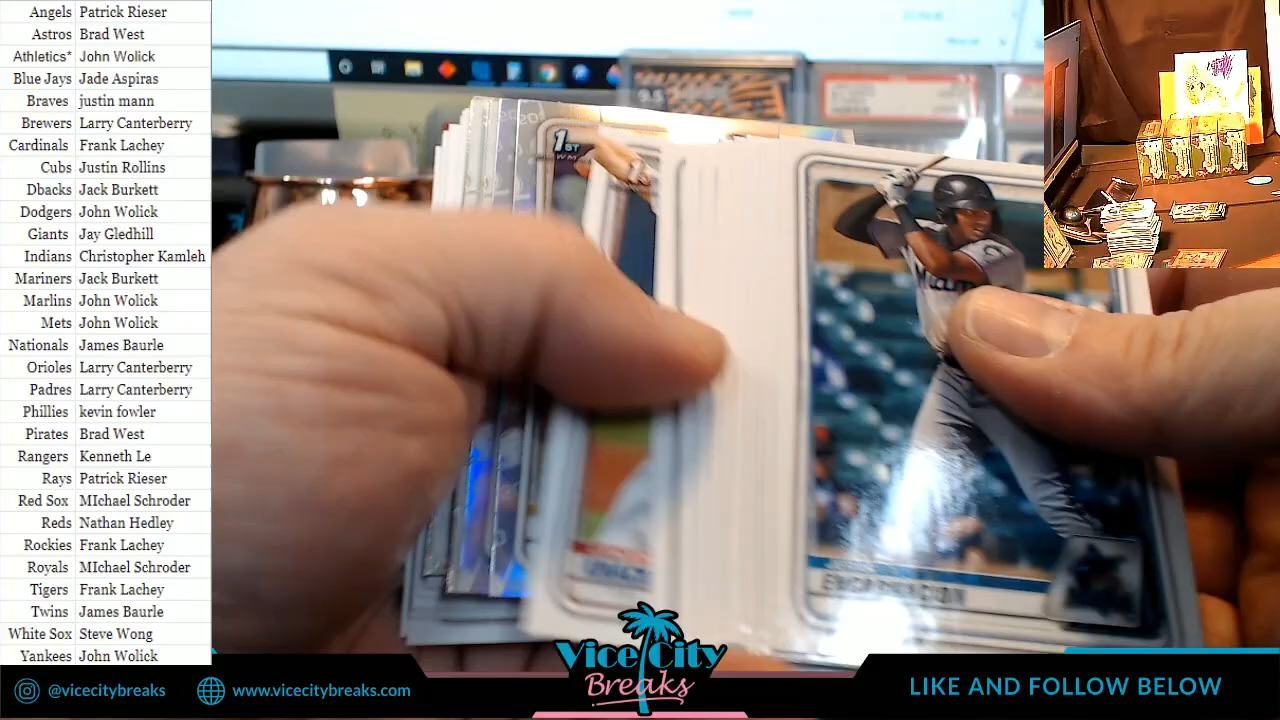 Angels Patrick Rieser
Astros Brad West
Athletics* John Wolick
Blue Jays Jade Aspiras
Braves justin mann
Brewers Larry Canterberry
Cardinals Frank Lachey
Cubs Justin Rollins
Dbacks Jack Burkett
Dodgers John Wolick
Giants Jay Gledhill
Indians Christopher Kamleh
Mariners Jack Burkett
Marlins John Wolick
Mets John Wolick
Nationals James Baurle
Orioles Larry Canterberry
Padres Larry Canterberry
Phillies kevin fowler
Pirates Brad West
Rangers Kenneth Le
Rays Patrick Rieser
Red Sox MIchael Schroder
Reds Nathan Hedley
Rockies Frank Lachey
Royals MIchael Schroder
Tigers Frank Lachey
Twins James Baurle
White Sox Steve Wong
Yankees John Wolick
9.5
1ST
ENCARNACION
@vicecitybreaks
www.vicecitybreaks.com
Vice City
Breaks
LIKE AND FOLLOW BELOW